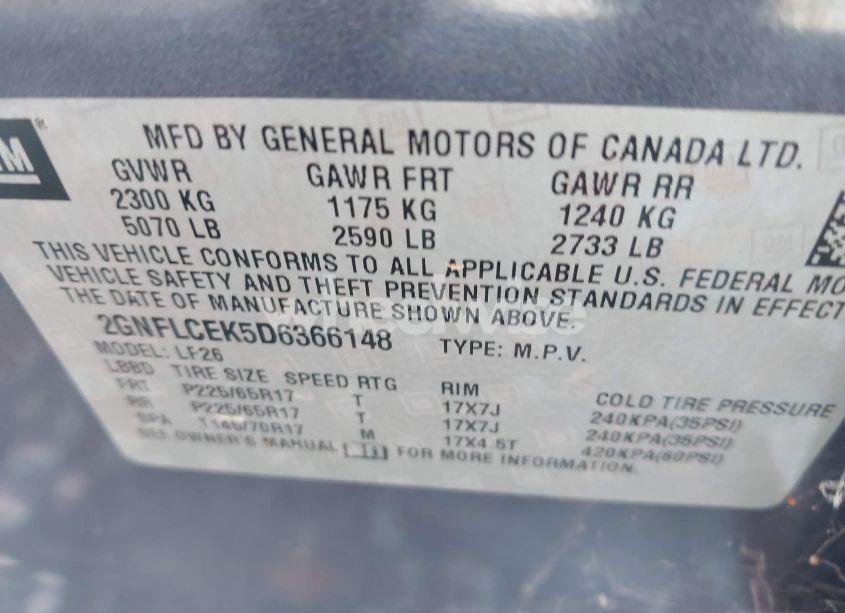 GM
MFD BY GENERAL MOTORS OF CANADA LTD.
GVWR GAWR FRT GAWR RR
2300 KG 1175 KG 1240 KG
5070 LB 2590 LB 2733 LB
THIS VEHICLE CONFORMS TO ALL APPLICABLE U.S. FEDERAL MO
VEHICLE SAFETY AND THEFT PREVENTION STANDARDS IN EFFECT
THE DATE OF MANUFACTURE SHOWN ABOVE.
2GNFLCEK5D6366148 TYPE: M.P.V.
MODEL: LF26
LBBD TIRE SIZE SPEED RTG RIM COLD TIRE PRESSURE
FRT P225/65R17 T 17X7J 240KPA(35PSI)
RR P225/65R17 T 17X7J 240KPA(35PSI)
SPA T145/70R17 M 17X4.5T 420KPA(60PSI)
SEE OWNER'S MANUAL FOR MORE INFORMATION.